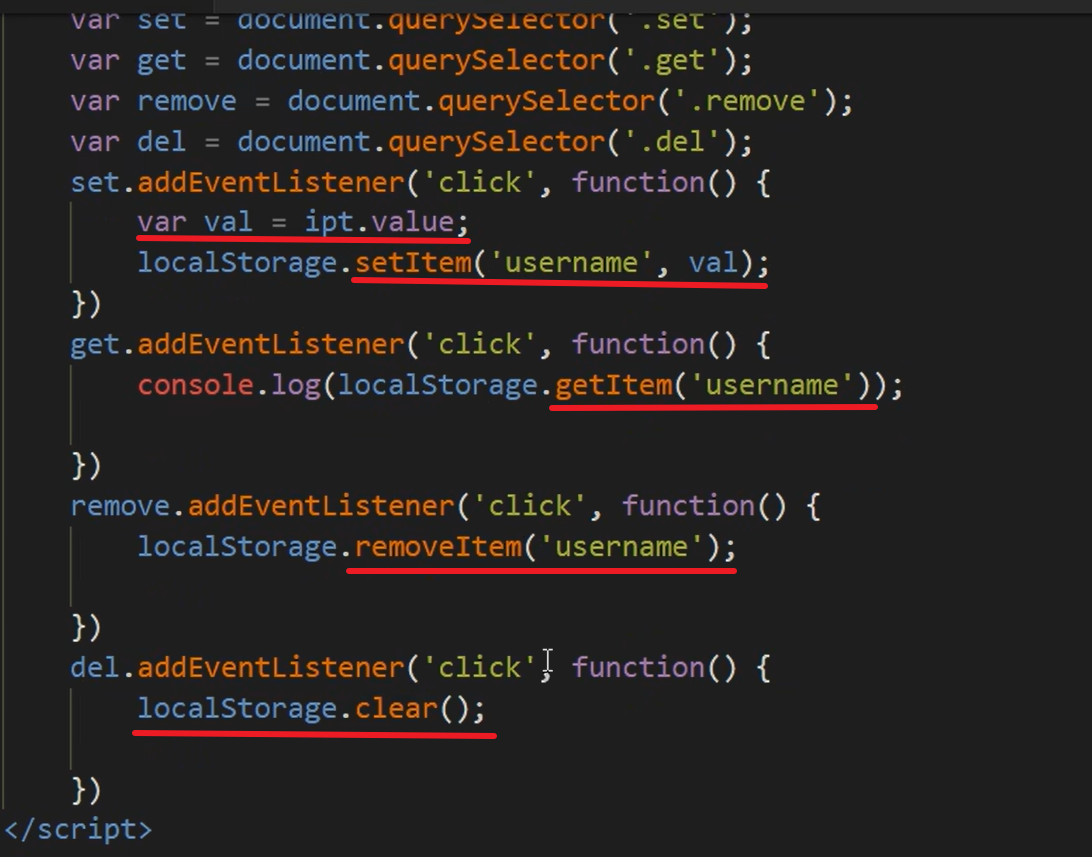 var set = document.querySelector('.set');
var get = document.querySelector('.get');
var remove = document.querySelector('.remove');
var del = document.querySelector('.del');
set.addEventListener('click', function() {
var val = ipt.value;
localStorage.setItem('username', val);
})
get.addEventListener('click', function() {
console.log(localStorage.getItem('username'));
})
remove.addEventListener('click', function() {
localStorage.removeItem('username');
})
del.addEventListener('click', function() {
localStorage.clear();
})
</script>